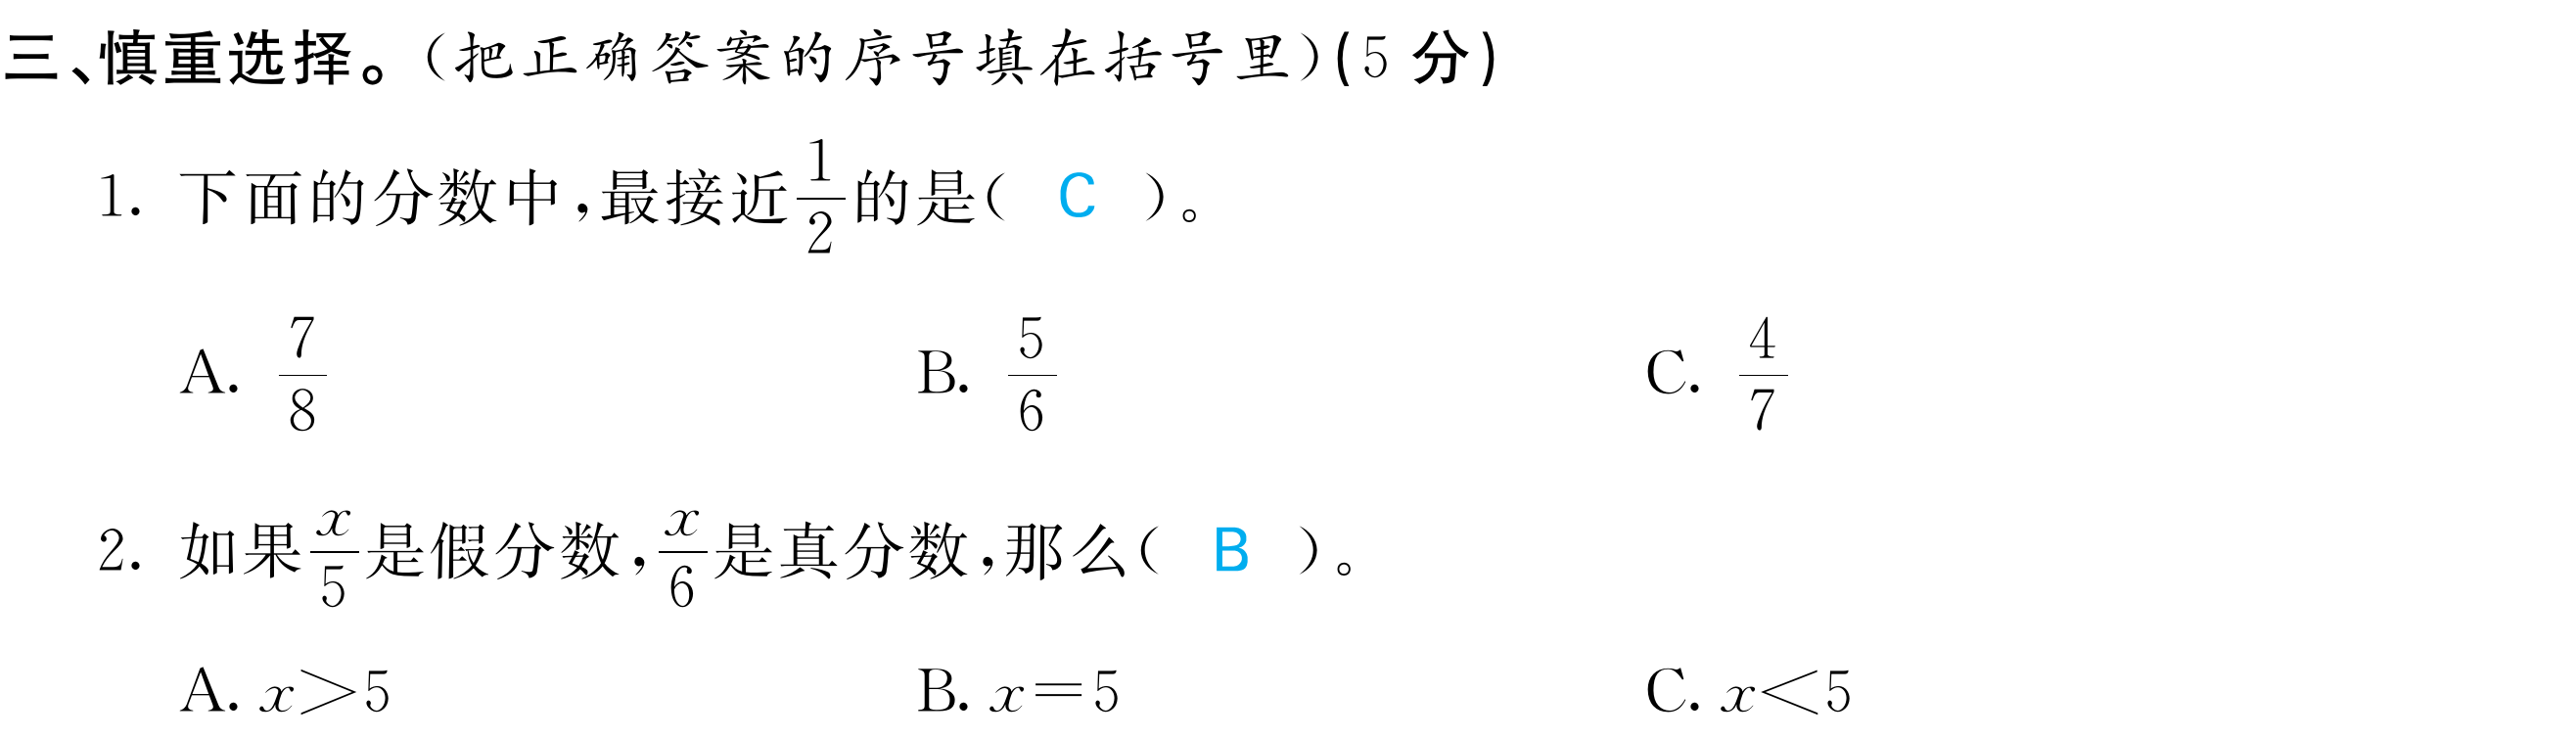 三、慎重选择。(把正确答案的序号填在括号里)(5 分)
1. 下面的分数中,最接近1/2的是( C )。
A. 7/8 B. 5/6 C. 4/7
2. 如果x/5是假分数,x/6是真分数,那么( B )。
A. x>5 B. x=5 C. x<5